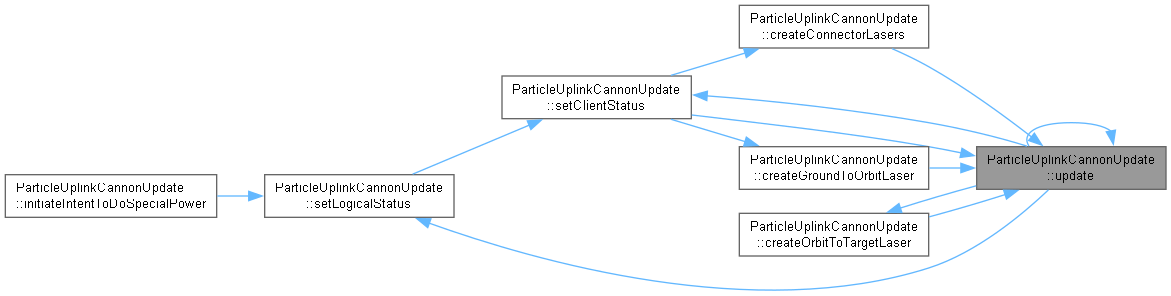 ParticleUplinkCannonUpdate
::createConnectorLasers
ParticleUplinkCannonUpdate
::setClientStatus
ParticleUplinkCannonUpdate
::createGroundToOrbitLaser
ParticleUplinkCannonUpdate
::update
ParticleUplinkCannonUpdate
::initiateIntentToDoSpecialPower
ParticleUplinkCannonUpdate
::setLogicalStatus
ParticleUplinkCannonUpdate
::createOrbitToTargetLaser